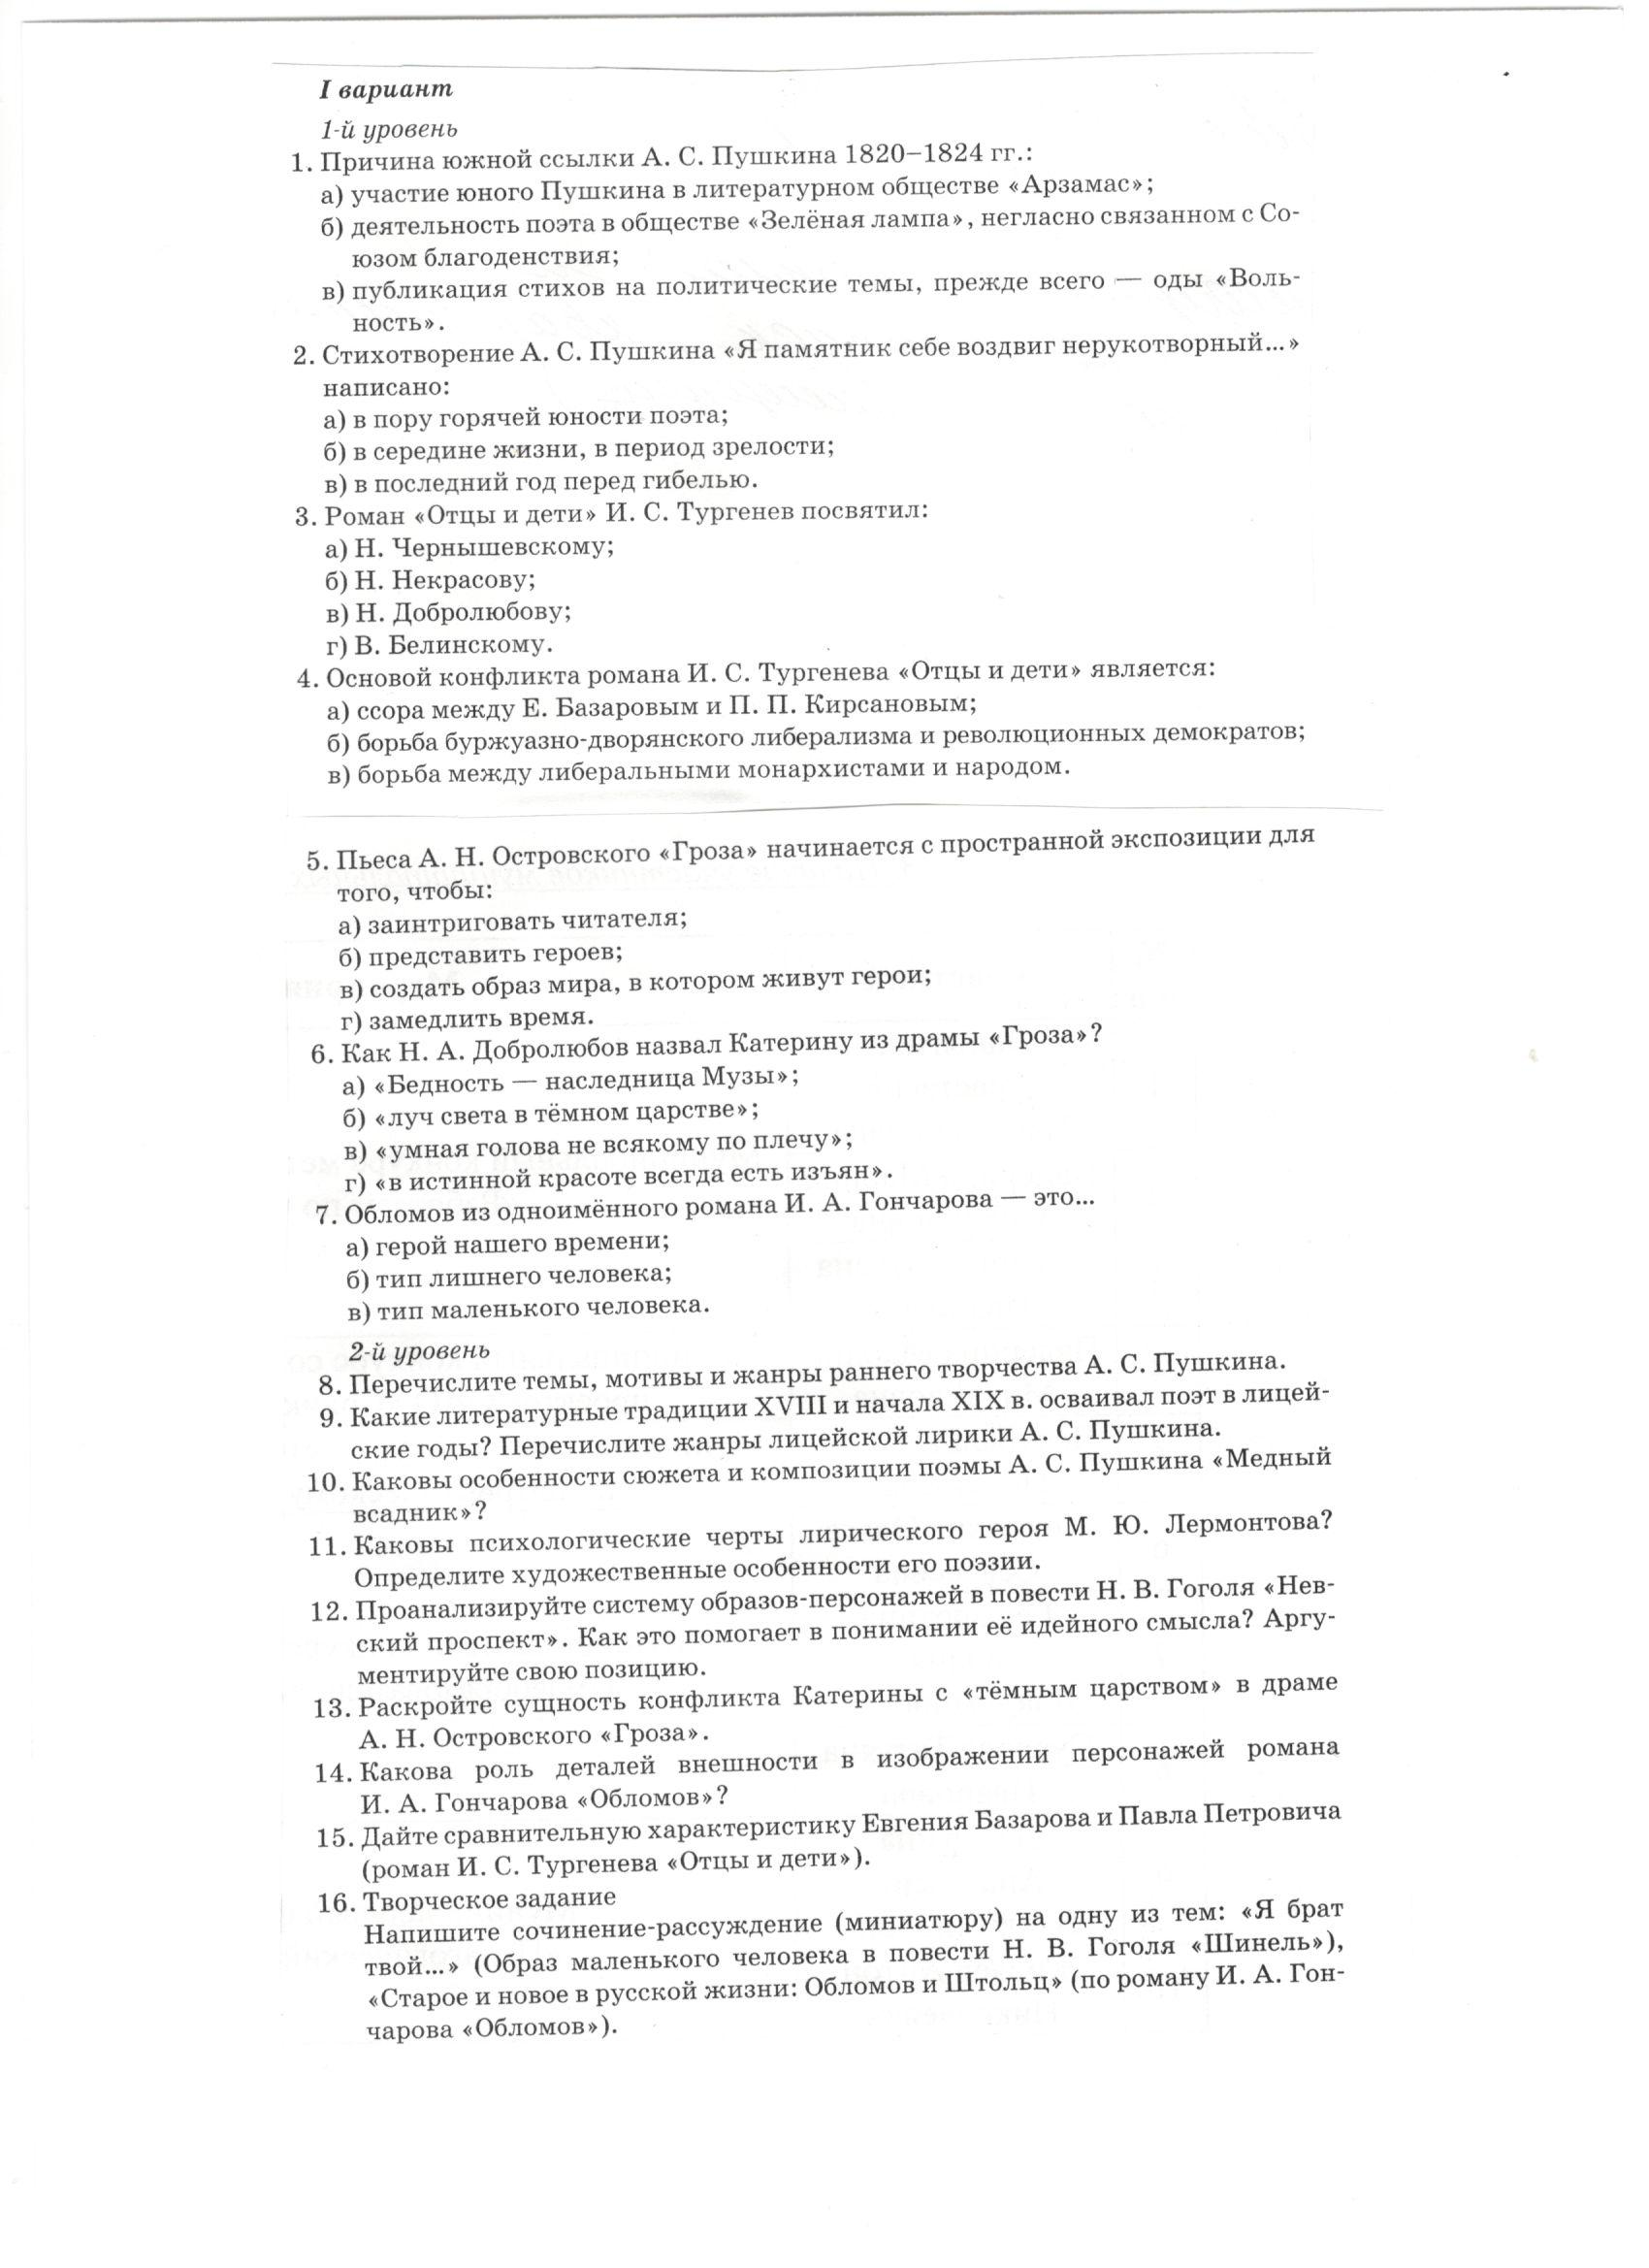 I вариант
1-й уровень
1. Причина южной ссылки А. С. Пушкина 1820–1824 гг.:
а) участие юного Пушкина в литературном обществе «Арзамас»;
б) деятельность поэта в обществе «Зелёная лампа», негласно связанном с Со-
юзом благоденствия;
в) публикация стихов на политические темы, прежде всего — оды «Воль-
ность».
2. Стихотворение А. С. Пушкина «Я памятник себе воздвиг нерукотворный...»
написано:
а) в пору горячей юности поэта;
б) в середине жизни, в период зрелости;
в) в последний год перед гибелью.
3. Роман «Отцы и дети» И. С. Тургенев посвятил:
а) Н. Чернышевскому;
б) Н. Некрасову;
в) Н. Добролюбову;
г) В. Белинскому.
4. Основой конфликта романа И. С. Тургенева «Отцы и дети» является:
а) ссора между Е. Базаровым и П. П. Кирсановым;
б) борьба буржуазно-дворянского либерализма и революционных демократов;
в) борьба между либеральными монархистами и народом.
5. Пьеса А. Н. Островского «Гроза» начинается с пространной экспозиции для
того, чтобы:
а) заинтриговать читателя;
б) представить героев;
в) создать образ мира, в котором живут герои;
г) замедлить время.
6. Как Н. А. Добролюбов назвал Катерину из драмы «Гроза»?
а) «Бедность — наследница Музы»;
б) «луч света в тёмном царстве»;
в) «умная голова не всякому по плечу»;
г) «в истинной красоте всегда есть изъян».
7. Обломов из одноимённого романа И. А. Гончарова — это...
а) герой нашего времени;
б) тип лишнего человека;
в) тип маленького человека.
2-й уровень
8. Перечислите темы, мотивы и жанры раннего творчества А. С. Пушкина.
9. Какие литературные традиции XVIII и начала XIX в. осваивал поэт в лицей-
ские годы? Перечислите жанры лицейской лирики А. С. Пушкина.
10. Каковы особенности сюжета и композиции поэмы А. С. Пушкина «Медный
всадник»?
11. Каковы психологические черты лирического героя М. Ю. Лермонтова?
Определите художественные особенности его поэзии.
12. Проанализируйте систему образов-персонажей в повести Н. В. Гоголя «Нев-
ский проспект». Как это помогает в понимании её идейного смысла? Аргу-
ментируйте свою позицию.
13. Раскройте сущность конфликта Катерины с «тёмным царством» в драме
А. Н. Островского «Гроза».
14. Какова роль деталей внешности в изображении персонажей романа
И. А. Гончарова «Обломов»?
15. Дайте сравнительную характеристику Евгения Базарова и Павла Петровича
(роман И. С. Тургенева «Отцы и дети»).
16. Творческое задание
Напишите сочинение-рассуждение (миниатюру) на одну из тем: «Я брат
твой...» (Образ маленького человека в повести Н. В. Гоголя «Шинель»),
«Старое и новое в русской жизни: Обломов и Штольц» (по роману И. А. Гон-
чарова «Обломов»).